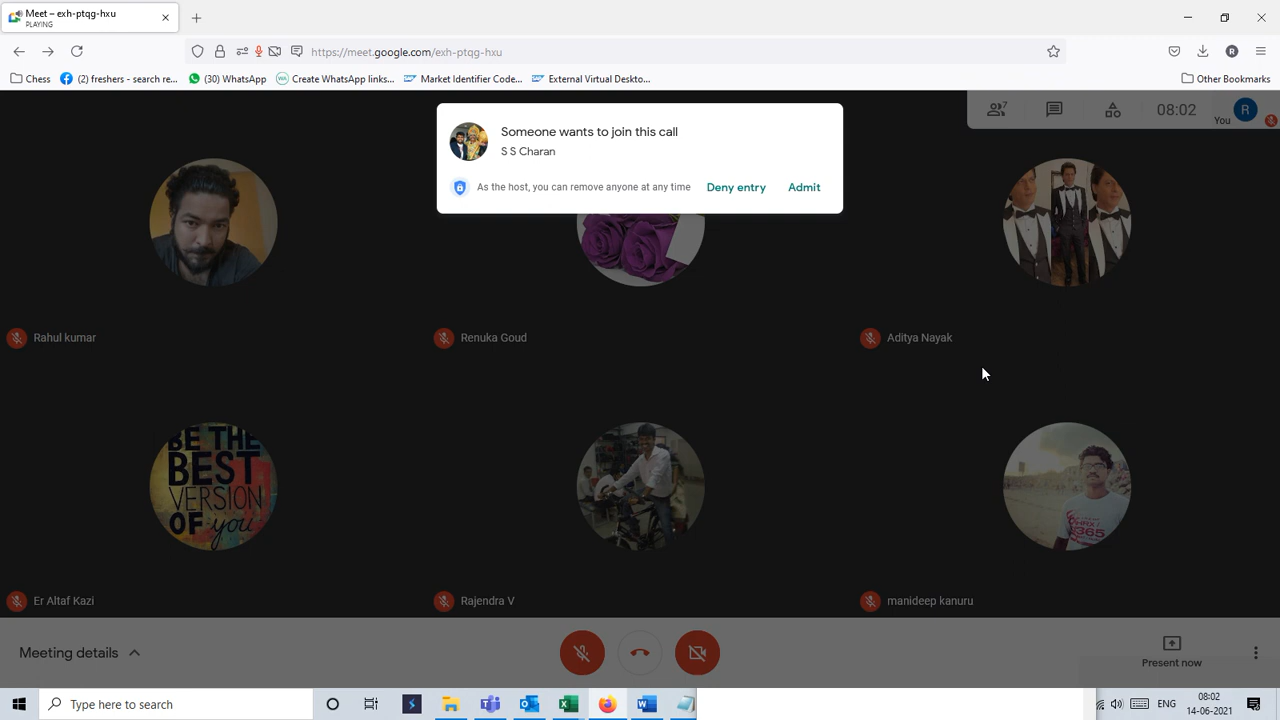 Meet – exh-ptqg-hxu
PLAYING
https://meet.google.com/exh-ptqg-hxu
Chess
(2) freshers - search re...
(30) WhatsApp
Create WhatsApp links...
Market Identifier Code...
External Virtual Deskto...
Other Bookmarks
Someone wants to join this call
S S Charan
As the host, you can remove anyone at any time
Deny entry
Admit
7
08:02
You
R
Rahul kumar
Renuka Goud
Aditya Nayak
BE THE
BEST
VERSION
OF you
365
Er Altaf Kazi
Rajendra V
manideep kanuru
Meeting details
Present now
Type here to search
ENG
08:02
14-06-2021